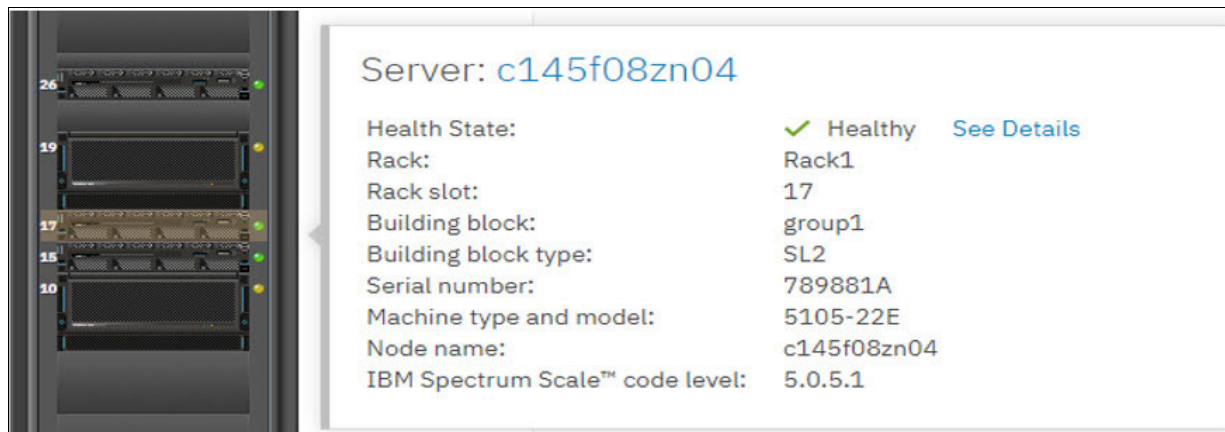 26
19
17
15
10
Server: c145f08zn04
Health State: Healthy See Details
Rack: Rack1
Rack slot: 17
Building block: group1
Building block type: SL2
Serial number: 789881A
Machine type and model: 5105-22E
Node name: c145f08zn04
IBM Spectrum Scale™ code level: 5.0.5.1